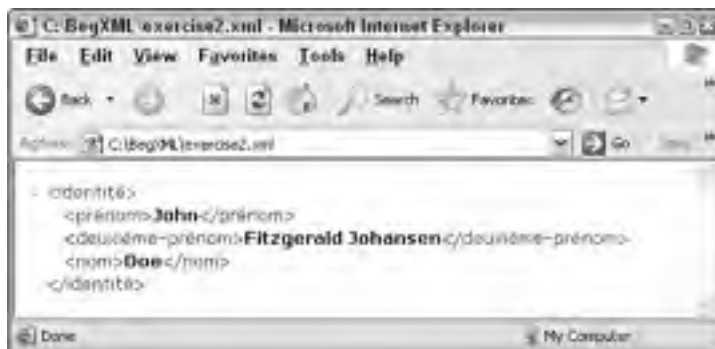 C:\BegXML\exercise2.xml - Microsoft Internet Explorer
File Edit View Favorites Tools Help
Back Search Favorites
Address C:\BegXML\exercise2.xml Go
- <identité>
<prénom>John</prénom>
<deuxième-prénom>Fitzgerald Johansen</deuxième-prénom>
<nom>Doe</nom>
</identité>
Done My Computer